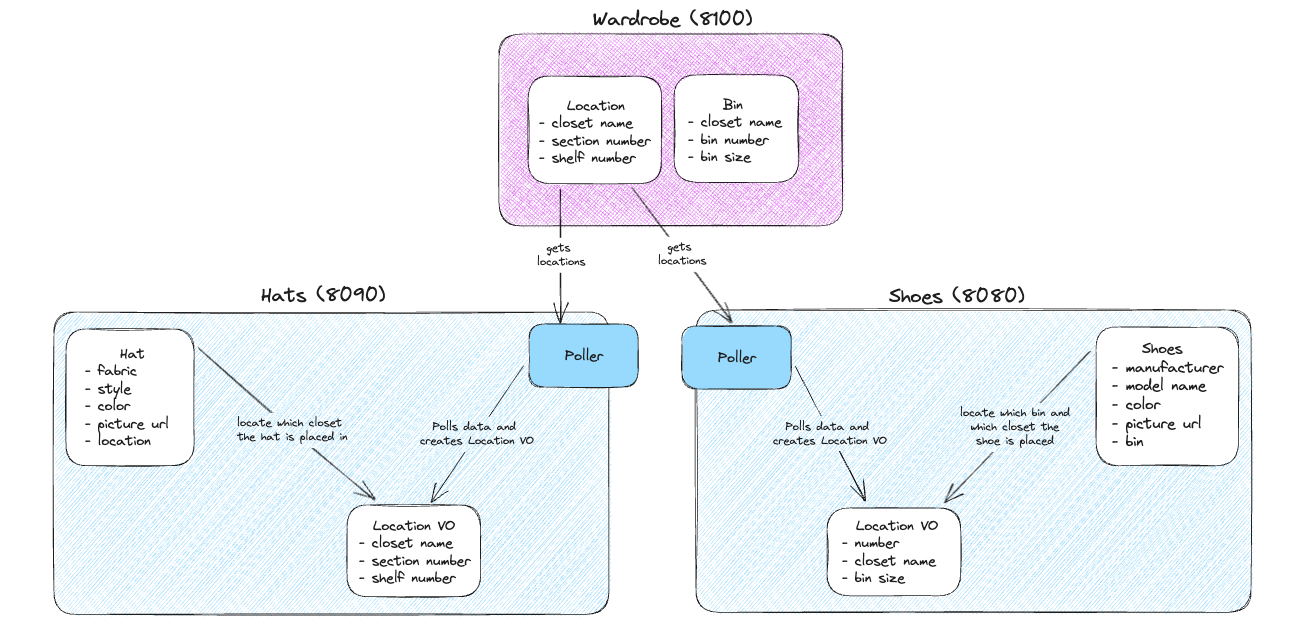 Wardrobe (8100)
Location
- closet name
- section number
- shelf number
Bin
- closet name
- bin number
- bin size
gets
locations
gets
locations
Hats (8090)
Hat
- fabric
- style
- color
- picture url
- location
locate which closet
the hat is placed in
Poller
Polls data and
creates Location VO
Location VO
- closet name
- section number
- shelf number
Shoes (8080)
Poller
Polls data and
creates Location VO
Shoes
- manufacturer
- model name
- color
- picture url
- bin
locate which bin and
which closet the
shoe is placed
Location VO
- number
- closet name
- bin size